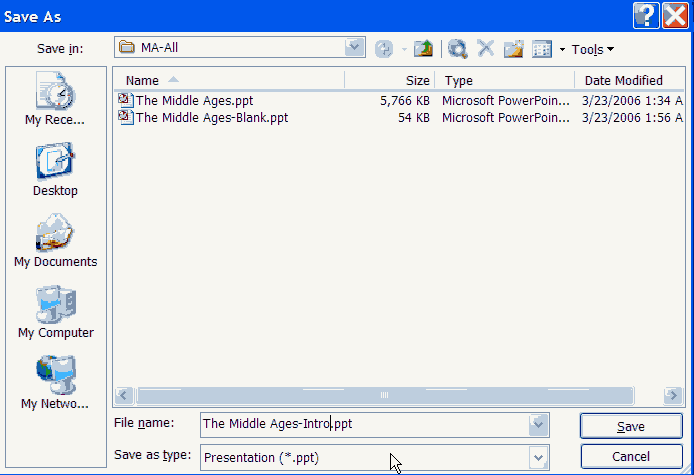 Save As
Save in: MA-All Tools
Name Size Type Date Modified
The Middle Ages.ppt 5,766 KB Microsoft PowerPoin... 3/23/2006 1:34 A
The Middle Ages-Blank.ppt 54 KB Microsoft PowerPoin... 3/23/2006 1:56 A
My Rece...
Desktop
My Documents
My Computer
My Netwo...
File name: The Middle Ages-Intro.ppt Save
Save as type: Presentation (*.ppt) Cancel